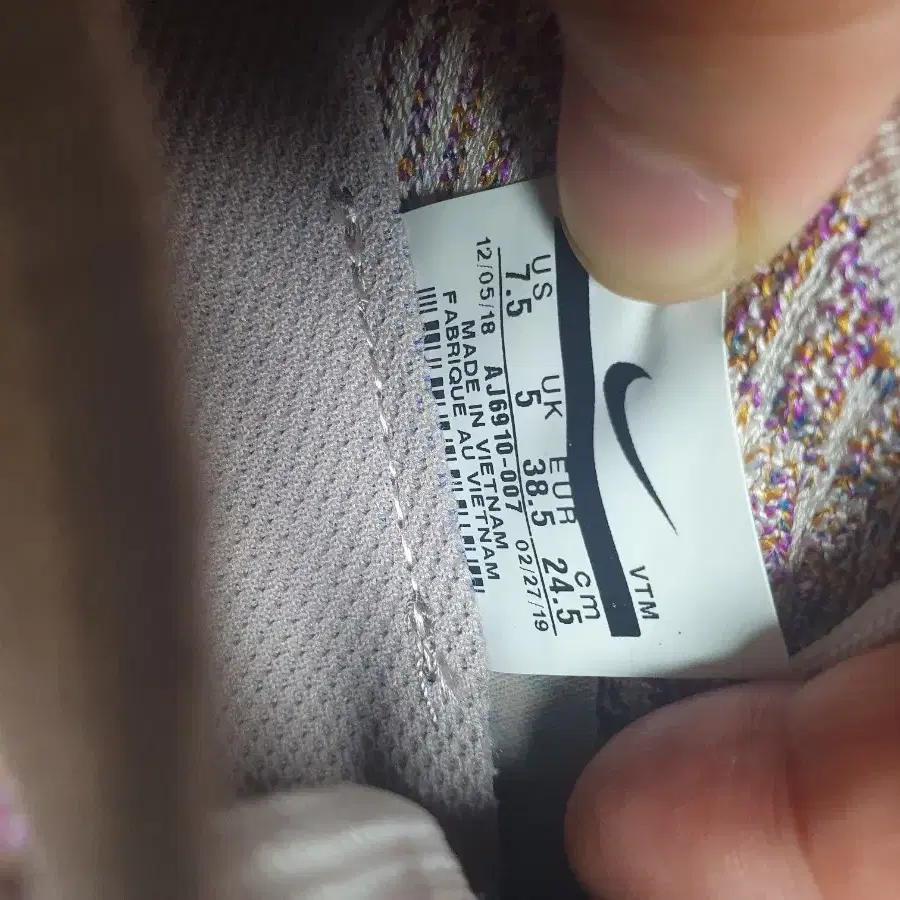 VTM
US UK EUR cm
7.5 5 38.5 24.5
12/05/18 AJ6910-007 02/27/19
MADE IN VIETNAM
FABRIQUE AU VIETNAM